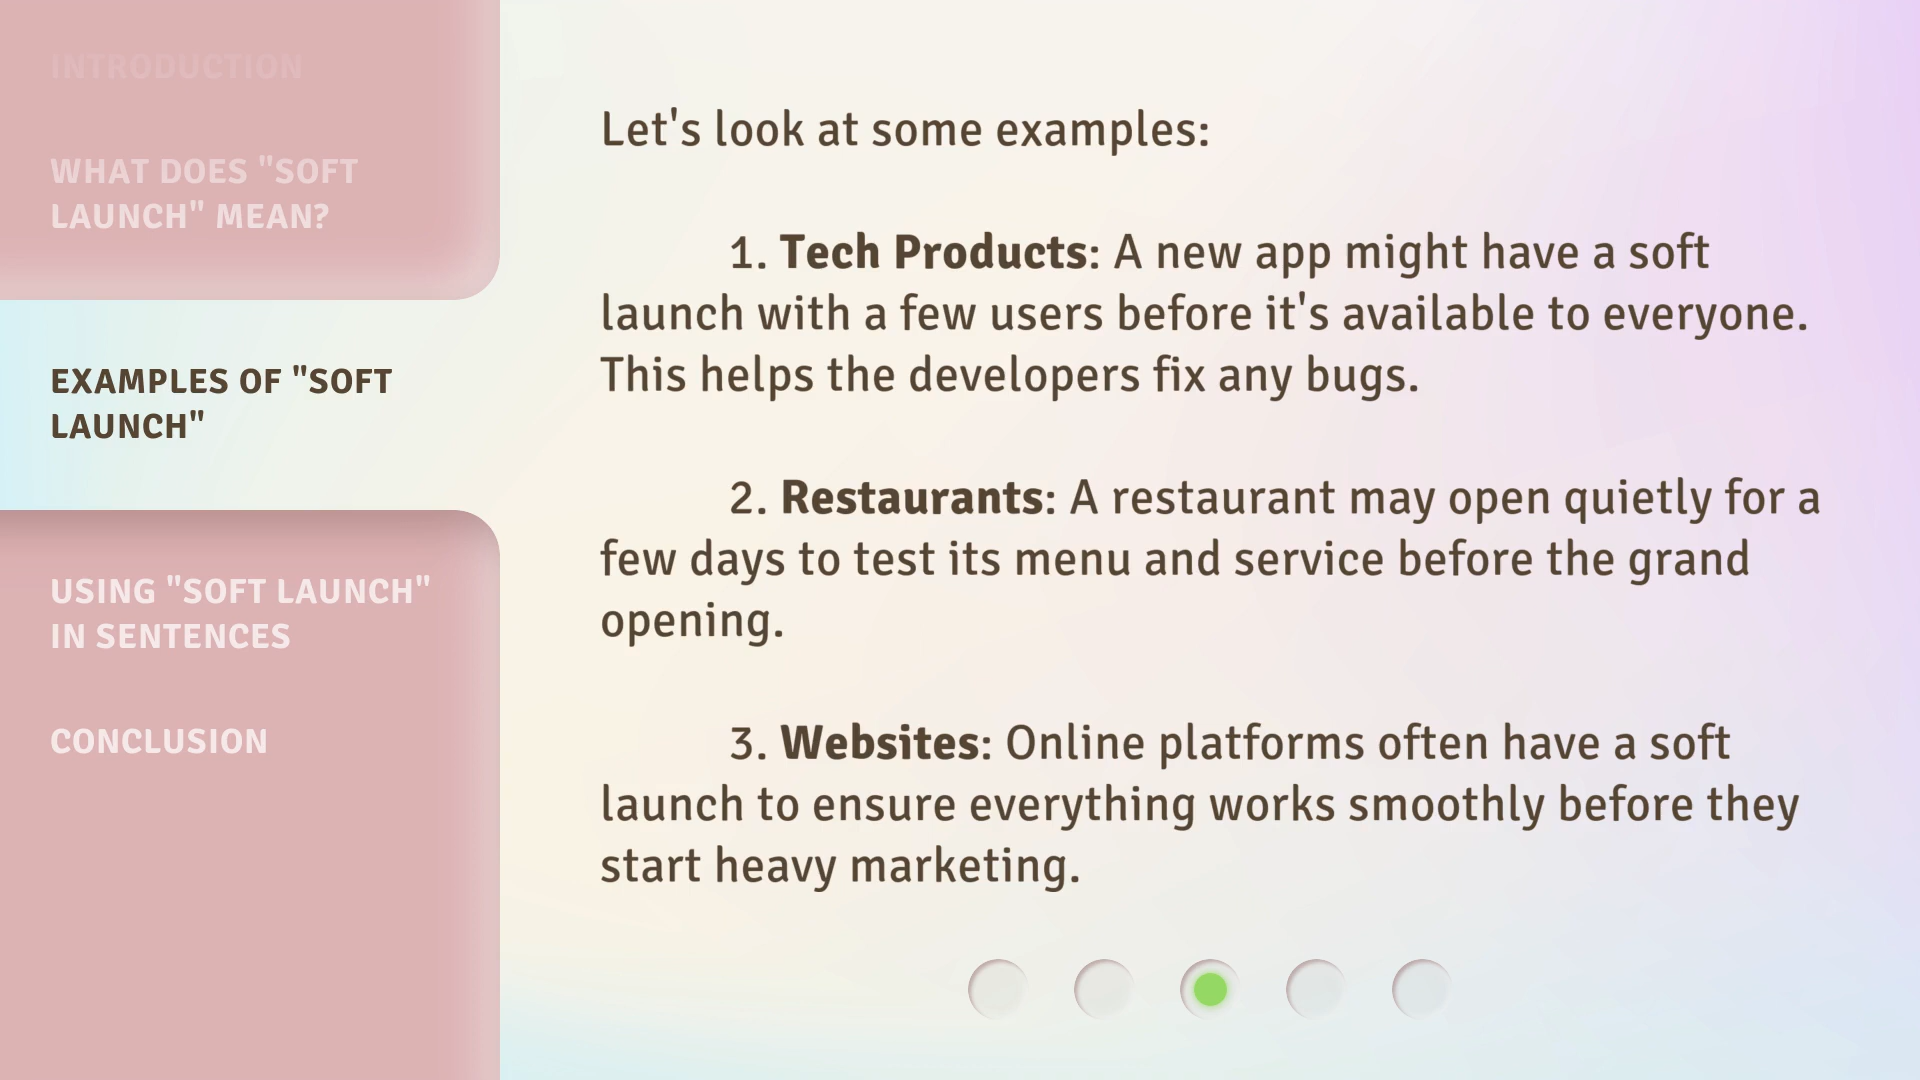 INTRODUCTION
WHAT DOES "SOFT
LAUNCH" MEAN?
EXAMPLES OF "SOFT
LAUNCH"
USING "SOFT LAUNCH"
IN SENTENCES
CONCLUSION
Let's look at some examples:
1. Tech Products: A new app might have a soft
launch with a few users before it's available to everyone.
This helps the developers fix any bugs.
2. Restaurants: A restaurant may open quietly for a
few days to test its menu and service before the grand
opening.
3. Websites: Online platforms often have a soft
launch to ensure everything works smoothly before they
start heavy marketing.